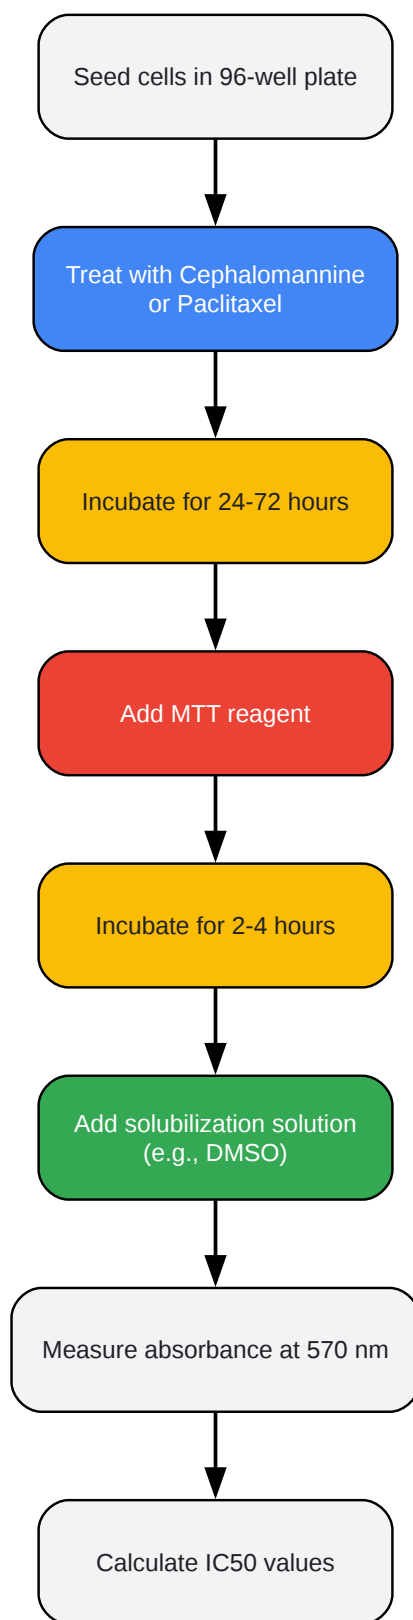 Seed cells in 96-well plate
Treat with Cephalomannine
or Paclitaxel
Incubate for 24-72 hours
Add MTT reagent
Incubate for 2-4 hours
Add solubilization solution
(e.g., DMSO)
Measure absorbance at 570 nm
Calculate IC50 values